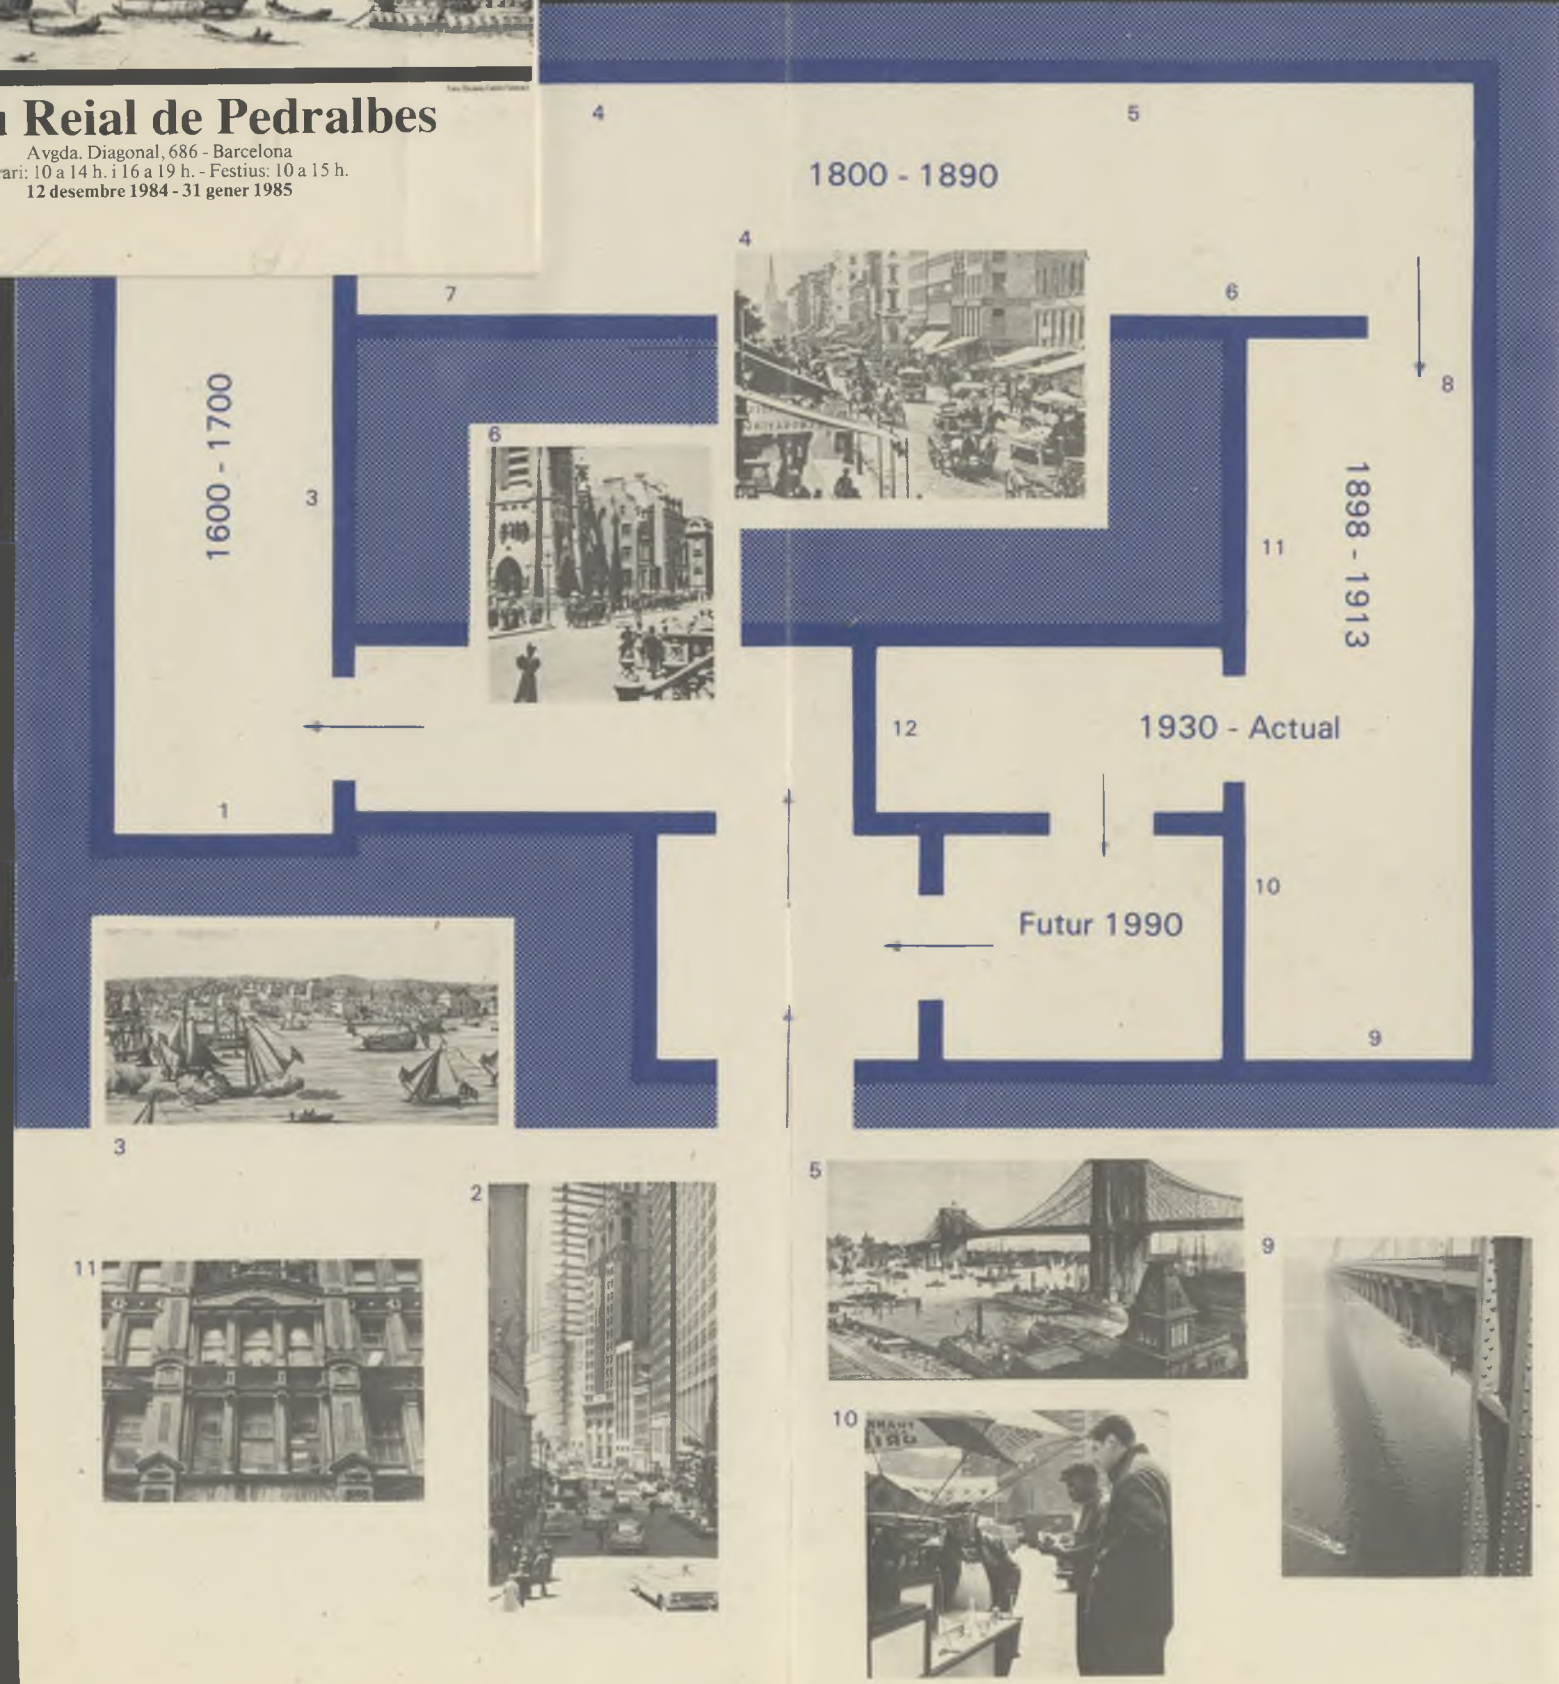 Reial de Pedralbes
Avgda. Diagonal, 686 - Barcelona
10 a 14 h. i 16 a 19 h. - Festius: 10 a 15 h.
12 desembre 1984 - 31 gener 1985
4
5
1800 - 1890
4
7
6
8
1600 - 1700
3
6
1898 - 1913
11
12
1930 - Actual
1
10
Futur 1990
9
3
2
5
9
11
10